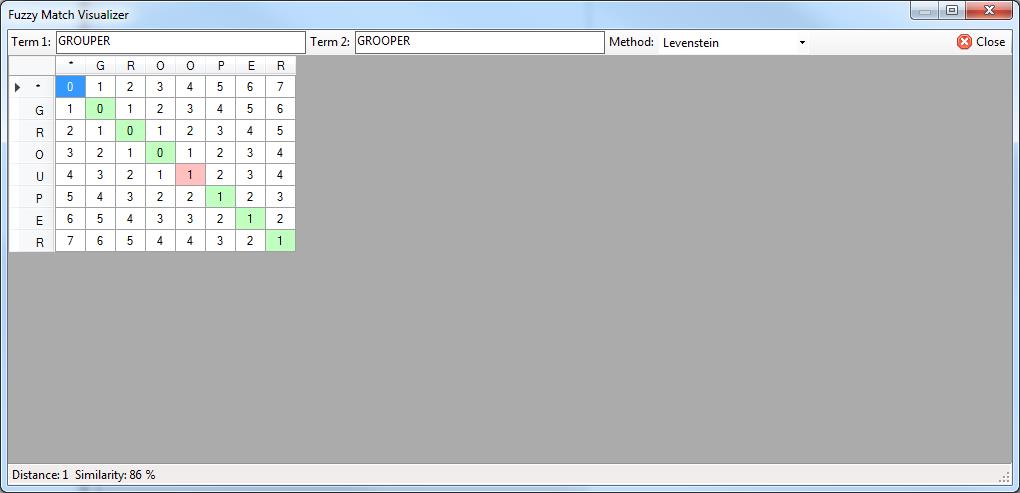 Fuzzy Match Visualizer
Term 1: GROUPER Term 2: GROOPER Method: Levenstein Close
* G R O O P E R
* 0 1 2 3 4 5 6 7
G 1 0 1 2 3 4 5 6
R 2 1 0 1 2 3 4 5
O 3 2 1 0 1 2 3 4
U 4 3 2 1 1 2 3 4
P 5 4 3 2 2 1 2 3
E 6 5 4 3 3 2 1 2
R 7 6 5 4 4 3 2 1
Distance: 1 Similarity: 86 %